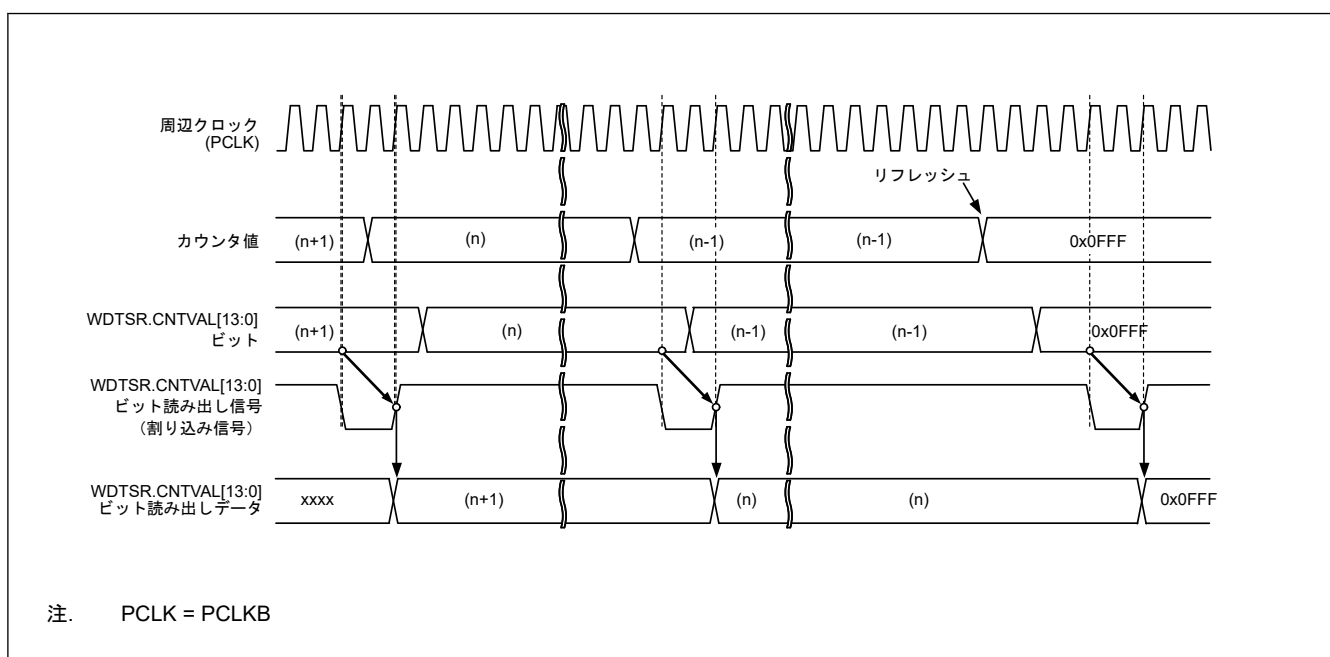 周辺クロック
(PCLK)
リフレッシュ
カウンタ値
(n+1)
(n)
(n-1)
(n-1)
0x0FFF
WDTSR.CNTVAL[13:0]
ビット
(n+1)
(n)
(n-1)
(n-1)
0x0FFF
WDTSR.CNTVAL[13:0]
ビット読み出し信号
（割り込み信号）
WDTSR.CNTVAL[13:0]
ビット読み出しデータ
xxxx
(n+1)
(n)
(n)
0x0FFF
注. PCLK = PCLKB